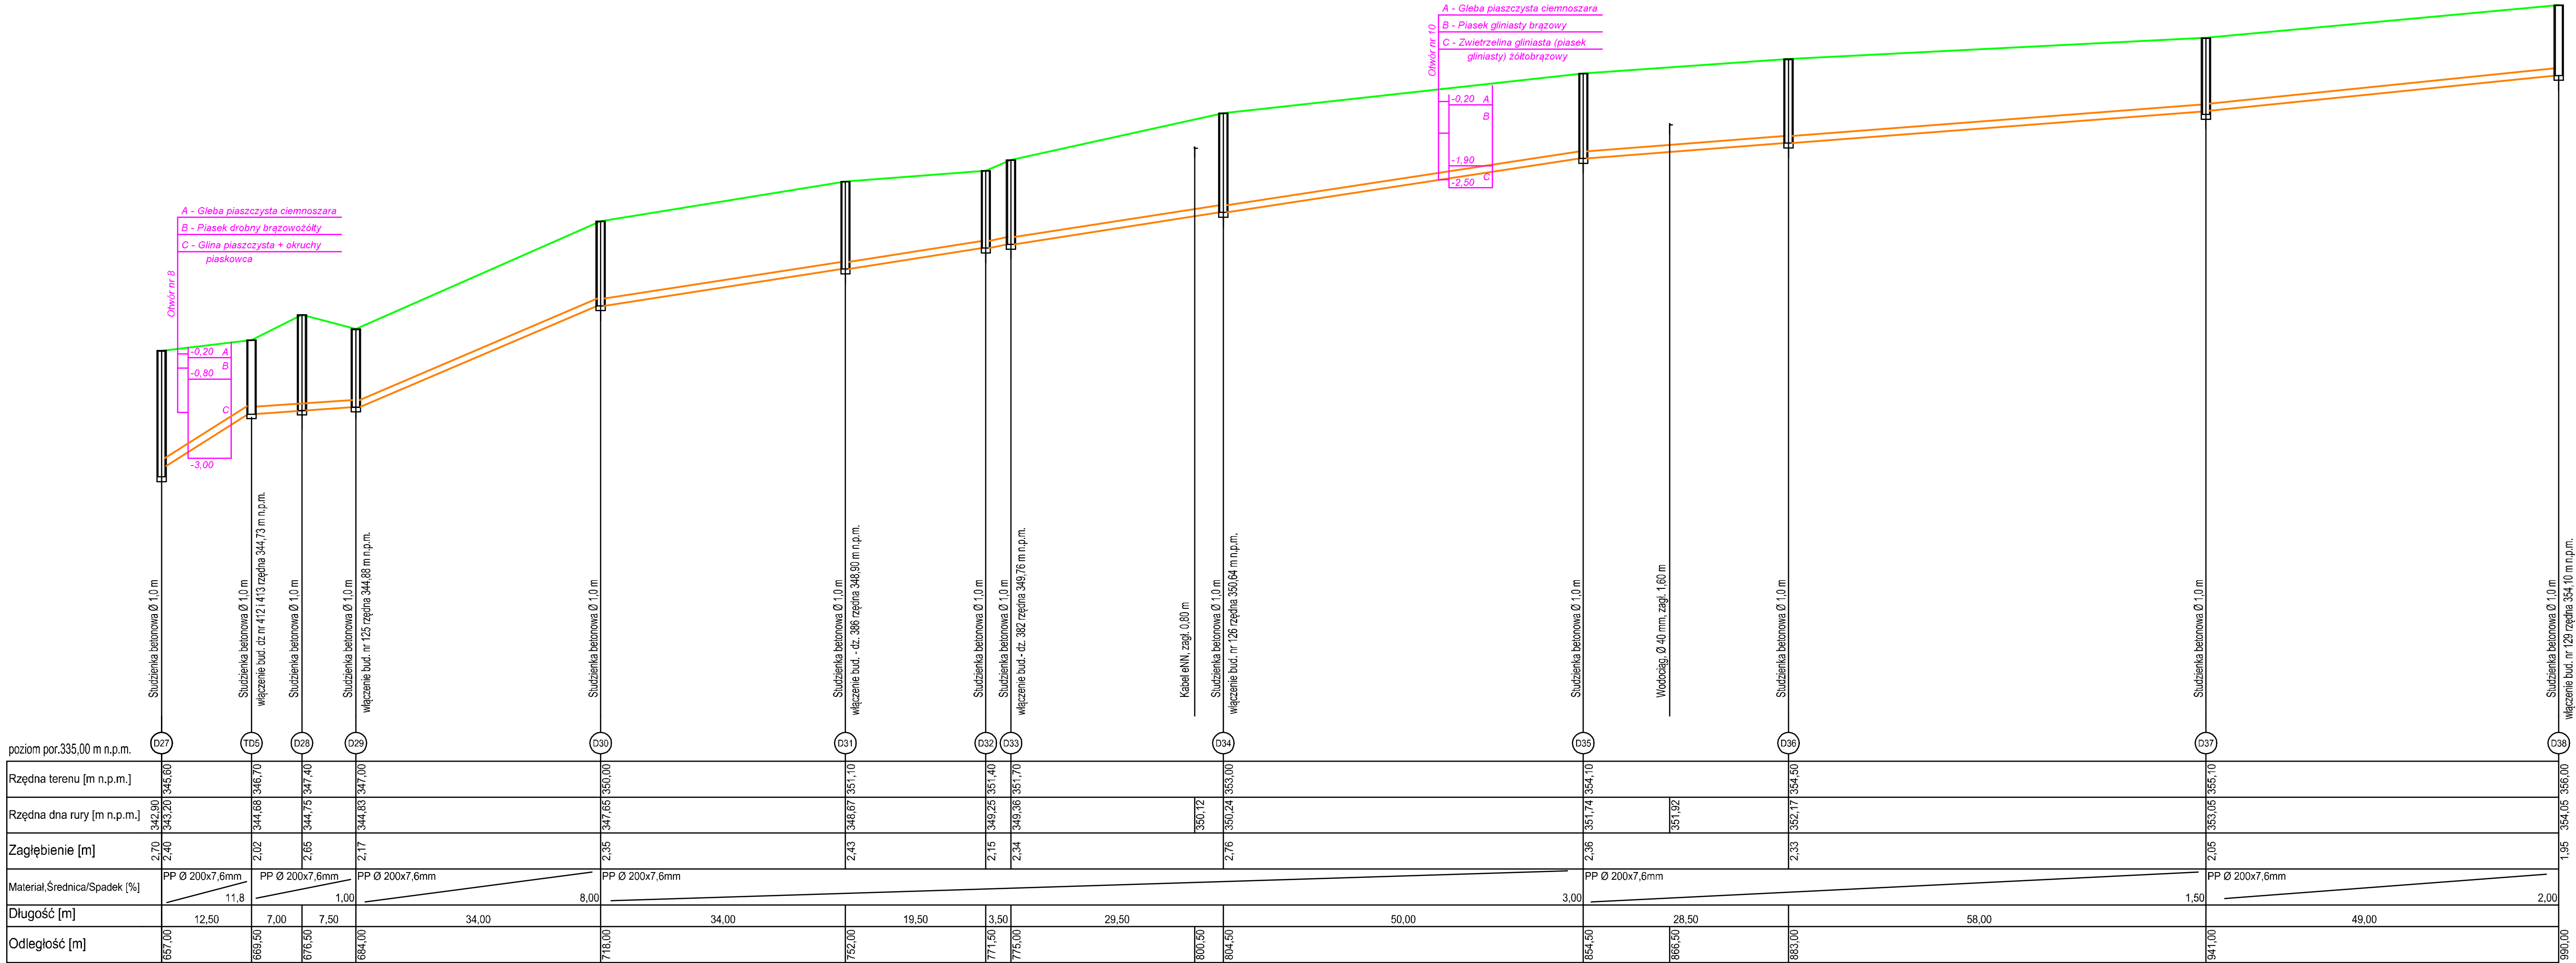 A - Gleba piaszczysta ciemnoszara
B - Piasek gliniasty brązowy
C - Zwietrzelina gliniasta (piasek
gliniasty) żółtobrązowy
Otwór nr 10
-0,20 A
B
-1,90
C
-2,50
A - Gleba piaszczysta ciemnoszara
B - Piasek drobny brązowożółty
C - Glina piaszczysta + okruchy
piaskowca
Otwór nr 8
-0,20 A
B
-0,80
C
-3,00
Studzienka betonowa Ø 1,0 m
Studzienka betonowa Ø 1,0 m
włączenie bud. dz nr 412 i 413 rzędna 344,73 m n.p.m.
Studzienka betonowa Ø 1,0 m
Studzienka betonowa Ø 1,0 m
włączenie bud. nr 125 rzędna 344,88 m n.p.m.
Studzienka betonowa Ø 1,0 m
Studzienka betonowa Ø 1,0 m
włączenie bud. - dz. 386 rzędna 348,90 m n.p.m.
Studzienka betonowa Ø 1,0 m
Studzienka betonowa Ø 1,0 m
włączenie bud.- dz. 382 rzędna 349,76 m n.p.m.
Kabel eNN, zagł. 0,80 m
Studzienka betonowa Ø 1,0 m
włączenie bud. nr 126 rzędna 350,64 m n.p.m.
Studzienka betonowa Ø 1,0 m
Wodociąg, Ø 40 mm, zagł. 1,60 m
Studzienka betonowa Ø 1,0 m
Studzienka betonowa Ø 1,0 m
Studzienka betonowa Ø 1,0 m
włączenie bud. nr 129 rzędna 354,10 m n.p.m.
poziom por.335,00 m n.p.m. D27 TD5 D28 D29 D30 D31 D32 D33 D34 D35 D36 D37 D38
Rzędna terenu [m n.p.m.] 345,60 346,70 347,40 347,00 350,00 351,10 351,40 351,70 353,00 354,10 354,50 355,10 356,00
Rzędna dna rury [m n.p.m.] 342,90 343,20 344,68 344,75 344,83 347,65 348,67 349,25 349,36 350,12 350,24 351,74 351,92 352,17 353,05 354,05
Zagłębienie [m] 2,70 2,40 2,02 2,65 2,17 2,35 2,43 2,15 2,34 2,76 2,36 2,33 2,05 1,95
Materiał,Średnica/Spadek [%] PP Ø 200x7,6mm 11,8 PP Ø 200x7,6mm 1,00 PP Ø 200x7,6mm 8,00 PP Ø 200x7,6mm 3,00 PP Ø 200x7,6mm 1,50 PP Ø 200x7,6mm 2,00
Długość [m] 12,50 7,00 7,50 34,00 34,00 19,50 3,50 29,50 50,00 28,50 58,00 49,00
Odległość [m] 657,00 669,50 676,50 684,00 718,00 752,00 771,50 775,00 800,50 804,50 854,50 866,50 883,00 941,00 990,00